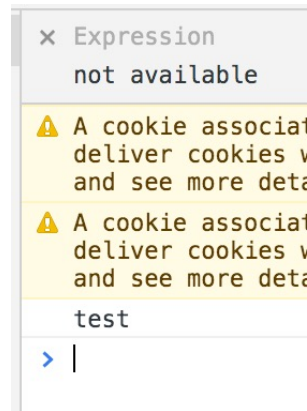 × Expression
not available
A cookie associat
deliver cookies
and see more deta
A cookie associat
deliver cookies
and see more deta
test
>